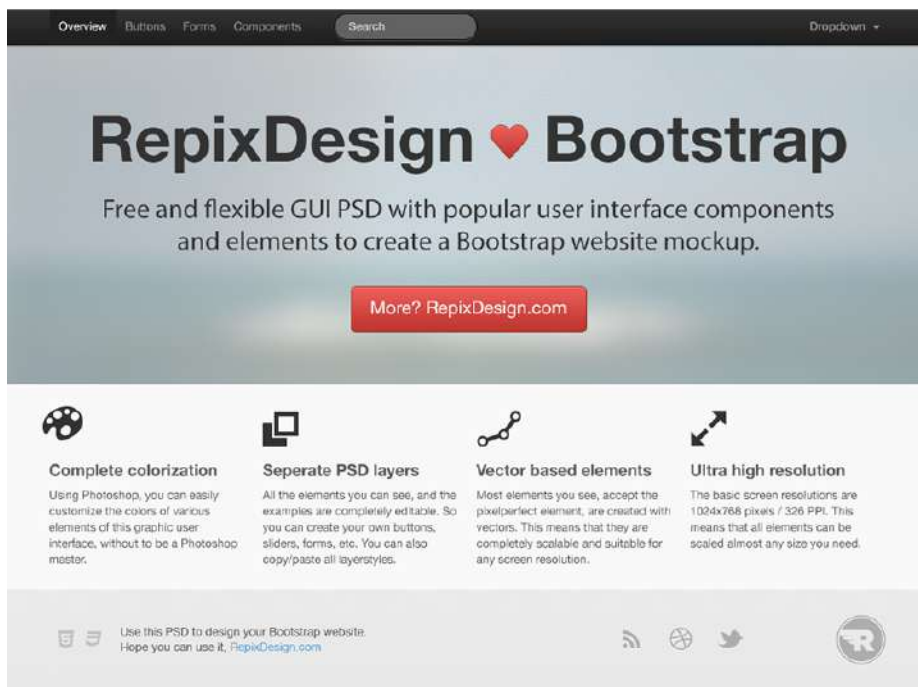 Overview Buttons Forms Components Search Dropdown
RepixDesign Bootstrap
Free and flexible GUI PSD with popular user interface components
and elements to create a Bootstrap website mockup.
More? RepixDesign.com
Complete colorization
Using Photoshop, you can easily
customize the colors of various
elements of this graphic user
interface, without to be a Photoshop
master.
Seperate PSD layers
All the elements you can see, and the
examples are completely editable. So
you can create your own buttons,
sliders, forms, etc. You can also
copy/paste all layerstyles.
Vector based elements
Most elements you see, accept the
pixelperfect element, are created with
vectors. This means that they are
completely scalable and suitable for
any screen resolution.
Ultra high resolution
The basic screen resolutions are
1024x768 pixels / 326 PPI. This
means that all elements can be
scaled almost any size you need.
Use this PSD to design your Bootstrap website.
Hope you can use it, RepixDesign.com
R